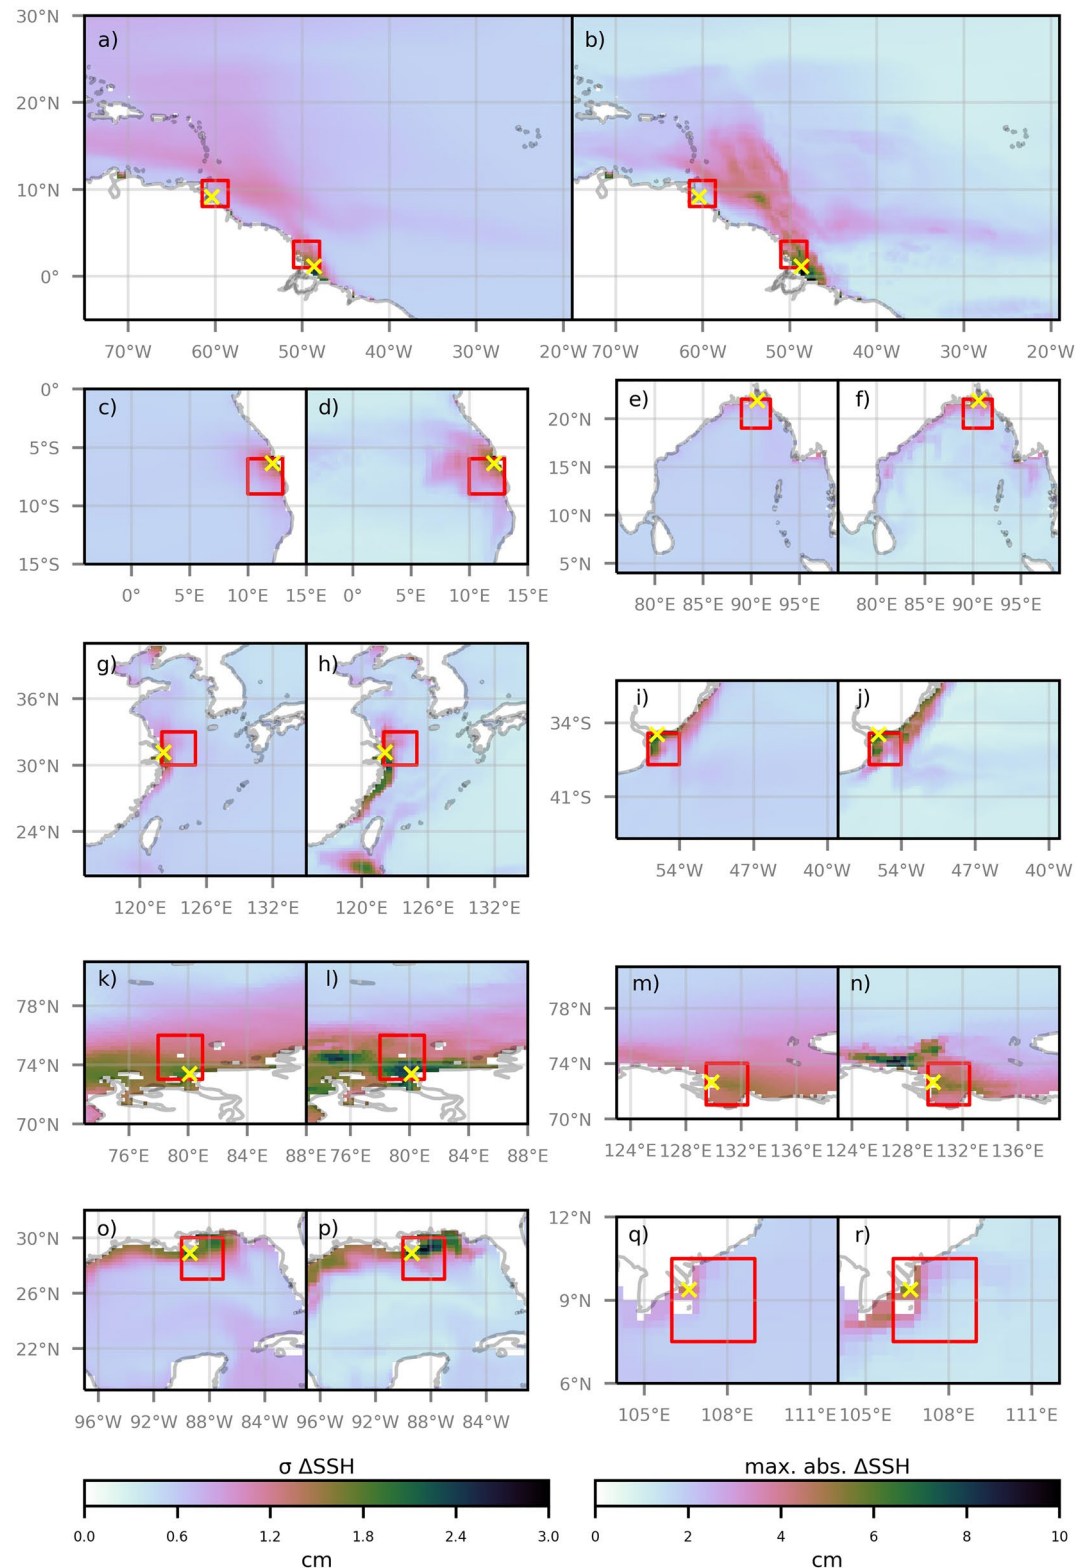 a) b)
30°N
20°N
10°N
0°
70°W 60°W 50°W 40°W 30°W 20°W 70°W 60°W 50°W 40°W 30°W 20°W
c) d)
0°
5°S
10°S
15°S
0° 5°E 10°E 15°E 0° 5°E 10°E 15°E
e) f)
20°N
15°N
10°N
5°N
80°E 85°E 90°E 95°E 80°E 85°E 90°E 95°E
g) h)
36°N
30°N
24°N
120°E 126°E 132°E 120°E 126°E 132°E
i) j)
34°S
41°S
54°W 47°W 40°W 54°W 47°W 40°W
k) l)
78°N
74°N
70°N
76°E 80°E 84°E 88°E 76°E 80°E 84°E 88°E
m) n)
78°N
74°N
70°N
124°E 128°E 132°E 136°E 124°E 128°E 132°E 136°E
o) p)
30°N
26°N
22°N
96°W 92°W 88°W 84°W 96°W 92°W 88°W 84°W
q) r)
12°N
9°N
6°N
105°E 108°E 111°E 105°E 108°E 111°E
σ ΔSSH
0.0 0.6 1.2 1.8 2.4 3.0
cm
max. abs. ΔSSH
0 2 4 6 8 10
cm